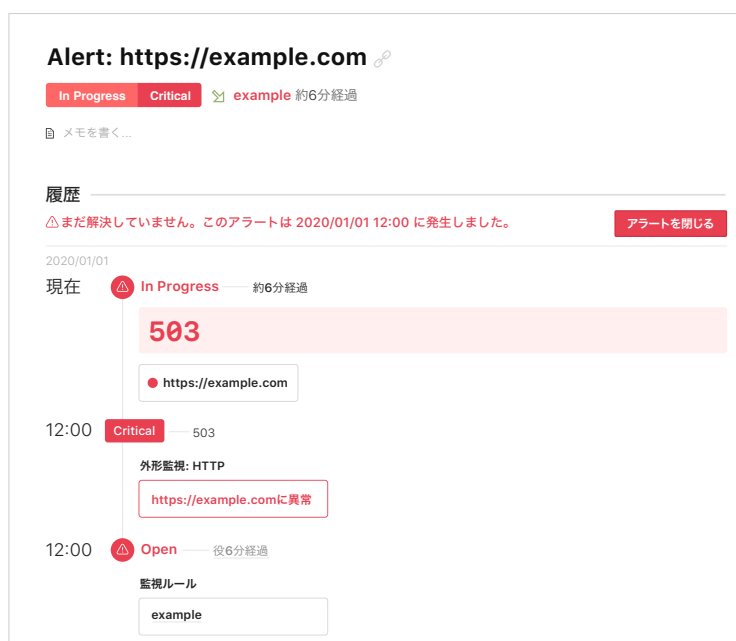 Alert: https://example.com
In Progress Critical example 約6分経過
メモを書く...
履歴
まだ解決していません。このアラートは 2020/01/01 12:00 に発生しました。 アラートを閉じる
2020/01/01
現在 In Progress 約6分経過
503
https://example.com
12:00 Critical 503
外形監視: HTTP
https://example.comに異常
12:00 Open 役6分経過
監視ルール
example